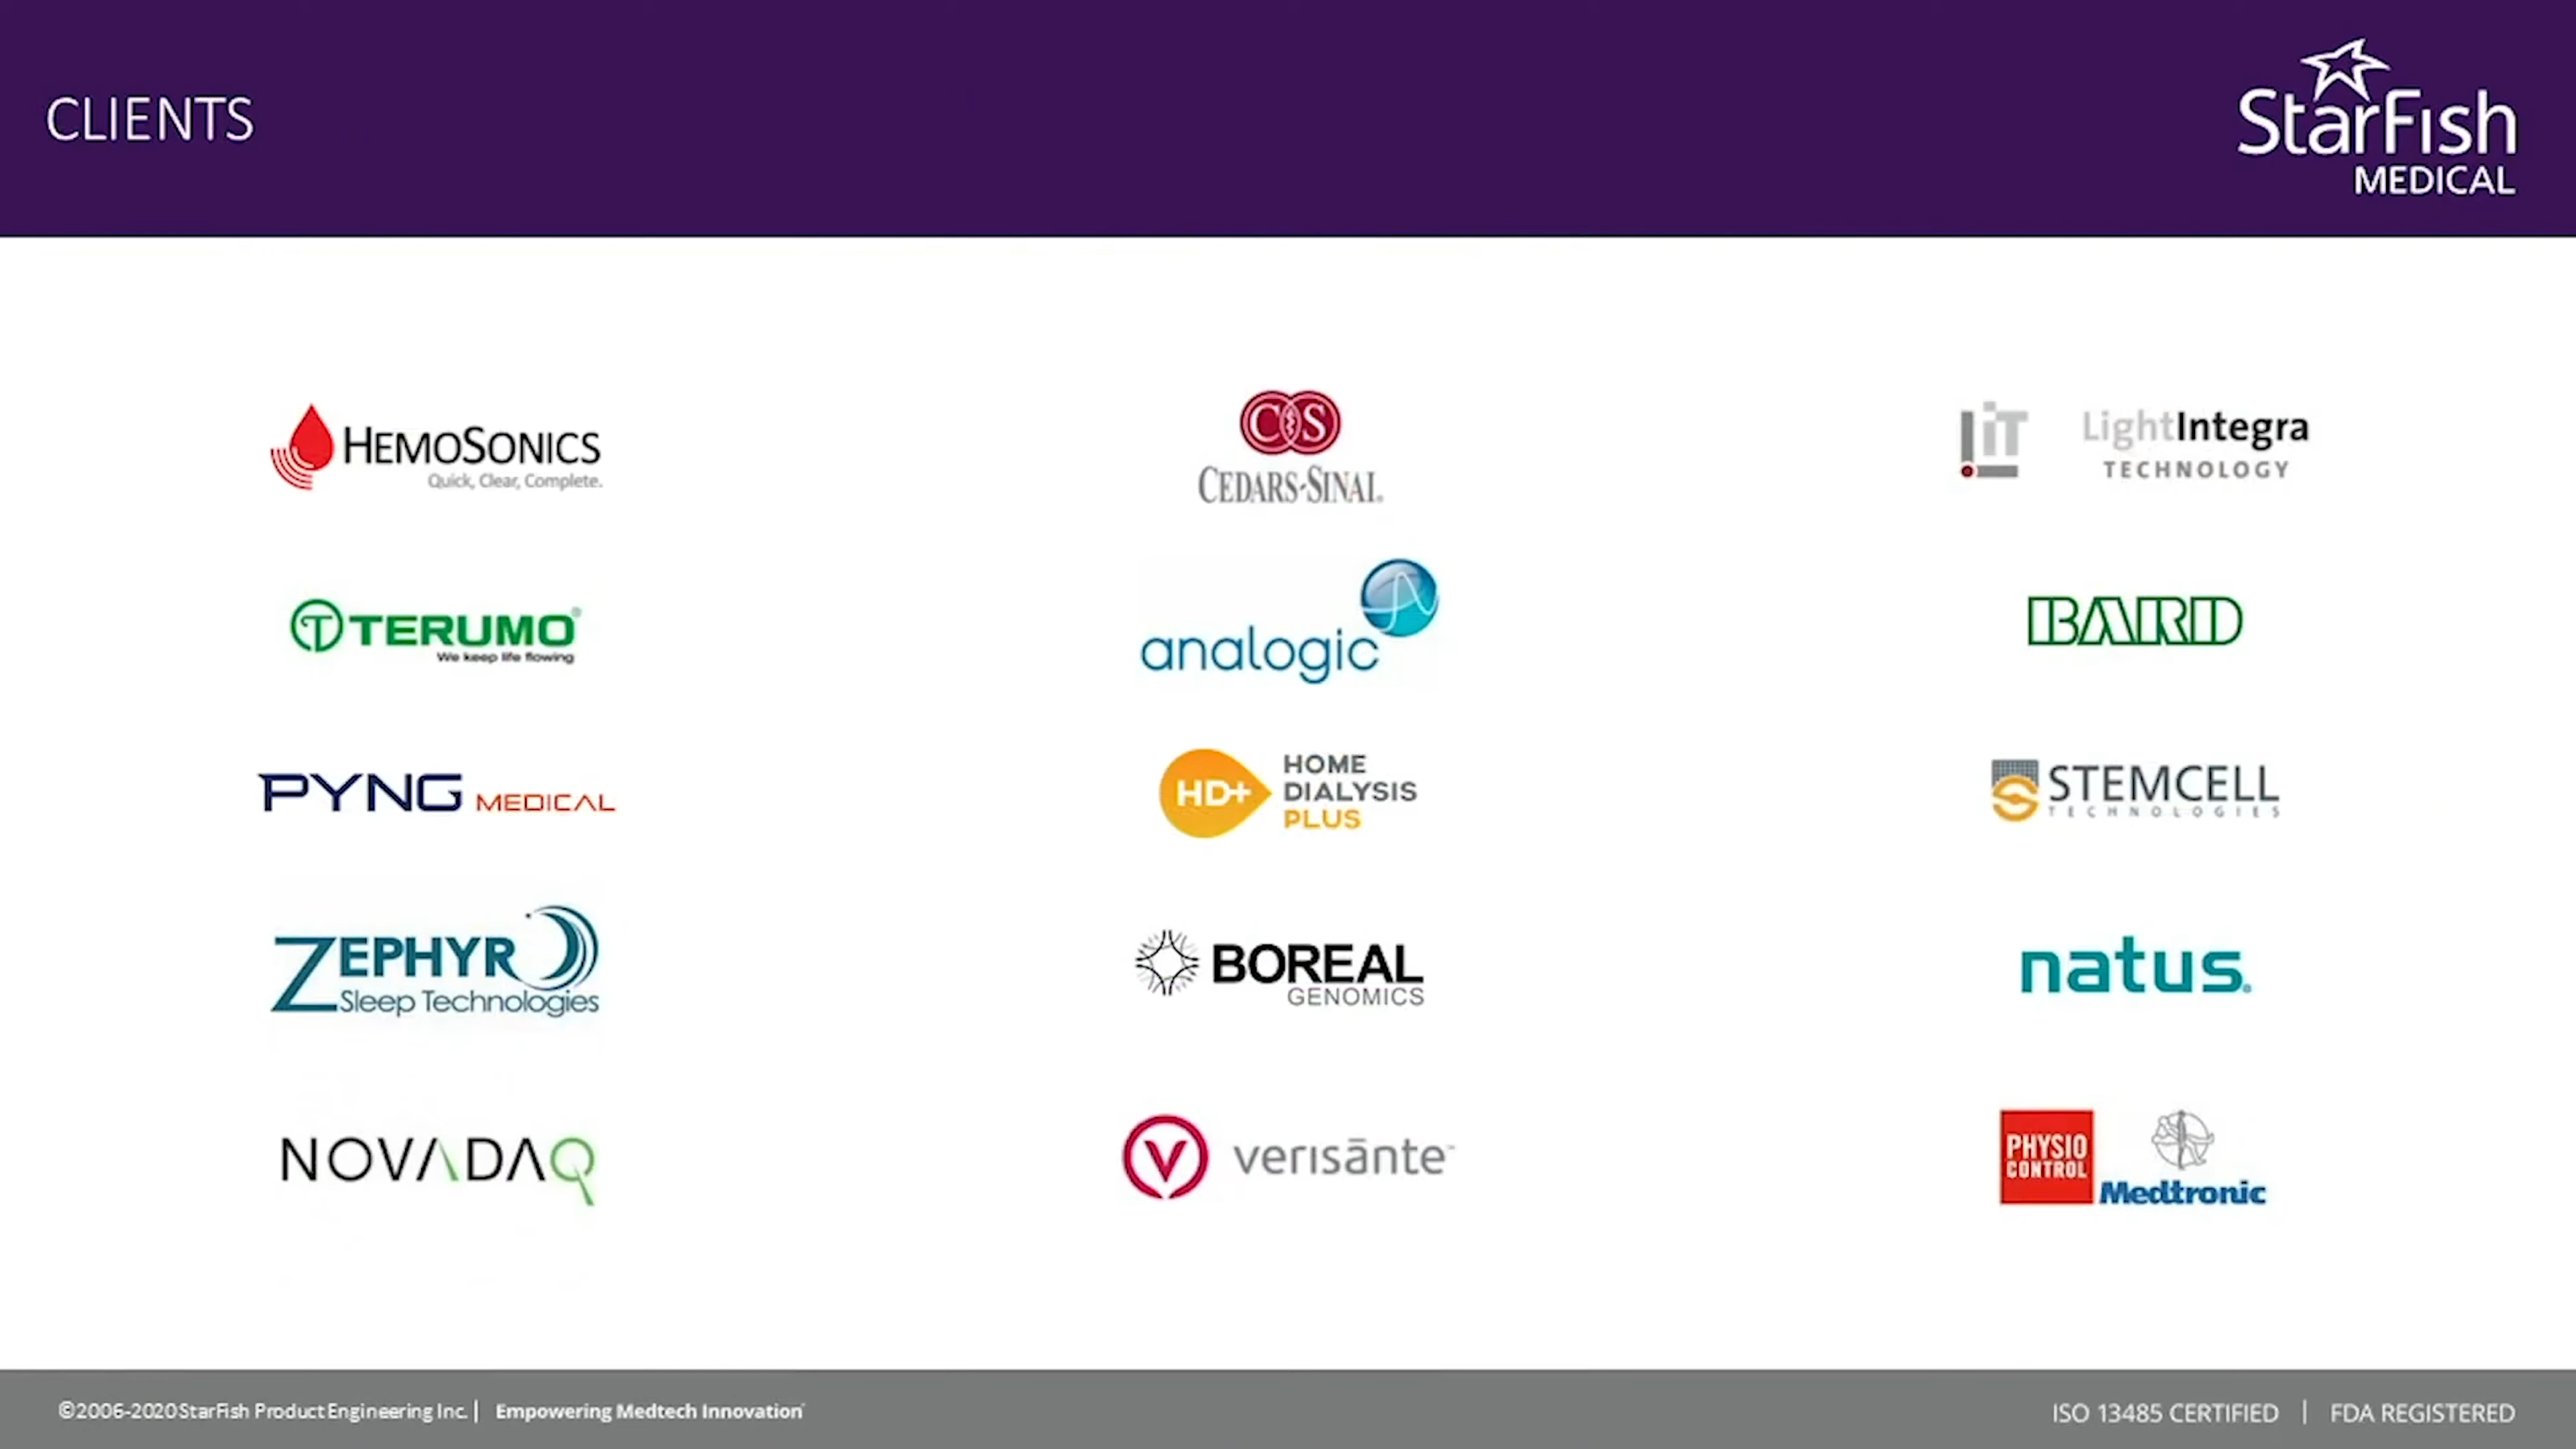 CLIENTS
StarFish
MEDICAL
HEMOSONICS
Quick, Clear, Complete.
CS
CEDARS-SINAI®
LiT LightIntegra
TECHNOLOGY
T TERUMO®
We keep life flowing
analogic
BARD
PYNG MEDICAL
HD+ HOME
DIALYSIS
PLUS
STEMCELL
TECHNOLOGIES
ZEPHYR
Sleep Technologies
BOREAL
GENOMICS
natus®
NOVADAQ
V verisānte™
PHYSIO
CONTROL
Medtronic
©2006-2020 StarFish Product Engineering Inc. | Empowering Medtech Innovation
ISO 13485 CERTIFIED | FDA REGISTERED